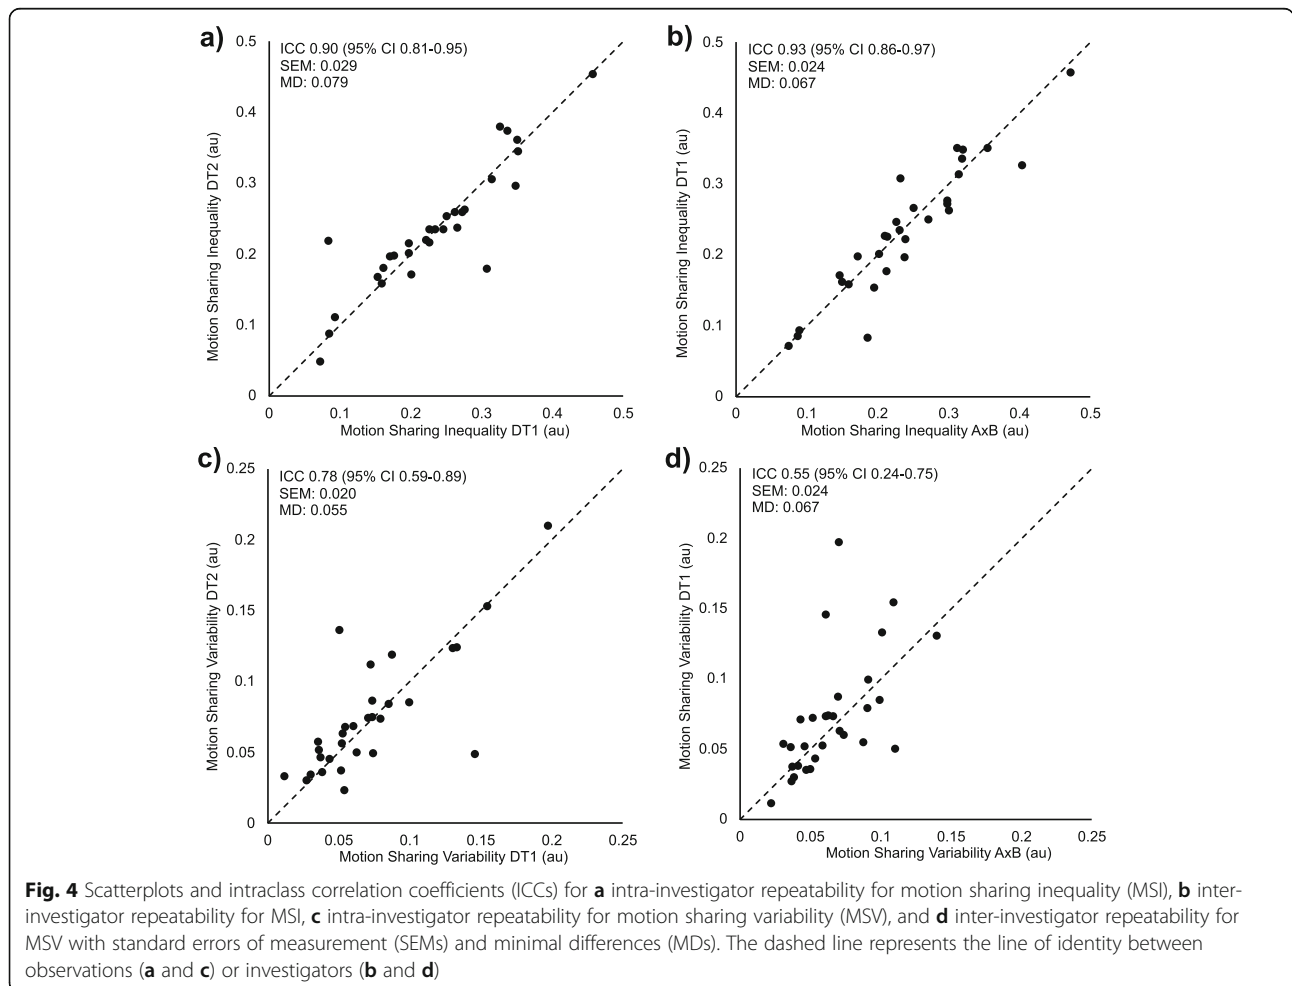 a)
ICC 0.90 (95% CI 0.81-0.95)
SEM: 0.029
MD: 0.079
Motion Sharing Inequality DT2 (au)
0.5
0.4
0.3
0.2
0.1
0
0 0.1 0.2 0.3 0.4 0.5
Motion Sharing Inequality DT1 (au)
b)
ICC 0.93 (95% CI 0.86-0.97)
SEM: 0.024
MD: 0.067
Motion Sharing Inequality DT1 (au)
0.5
0.4
0.3
0.2
0.1
0
0 0.1 0.2 0.3 0.4 0.5
Motion Sharing Inequality AxB (au)
c)
ICC 0.78 (95% CI 0.59-0.89)
SEM: 0.020
MD: 0.055
Motion Sharing Variability DT2 (au)
0.25
0.2
0.15
0.1
0.05
0
0 0.05 0.1 0.15 0.2 0.25
Motion Sharing Variability DT1 (au)
d)
ICC 0.55 (95% CI 0.24-0.75)
SEM: 0.024
MD: 0.067
Motion Sharing Variability DT1 (au)
0.25
0.2
0.15
0.1
0.05
0
0 0.05 0.1 0.15 0.2 0.25
Motion Sharing Variability AxB (au)
Fig. 4 Scatterplots and intraclass correlation coefficients (ICCs) for a intra-investigator repeatability for motion sharing inequality (MSI), b inter-
investigator repeatability for MSI, c intra-investigator repeatability for motion sharing variability (MSV), and d inter-investigator repeatability for
MSV with standard errors of measurement (SEMs) and minimal differences (MDs). The dashed line represents the line of identity between
observations (a and c) or investigators (b and d)